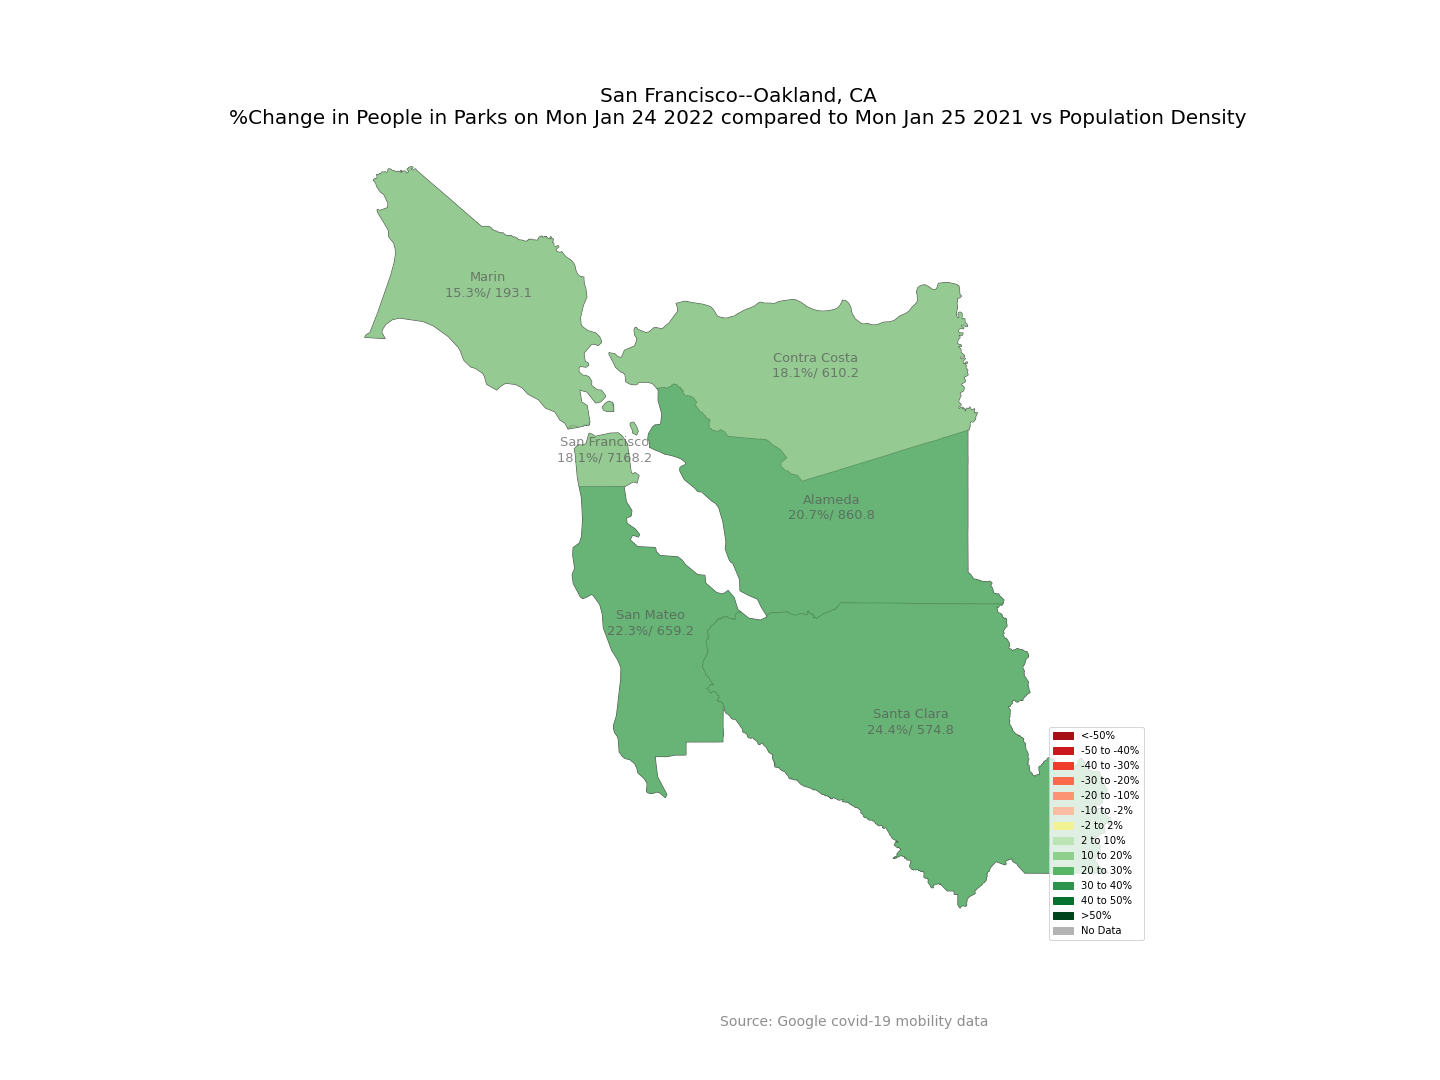 San Francisco--Oakland, CA
%Change in People in Parks on Mon Jan 24 2022 compared to Mon Jan 25 2021 vs Population Density
Marin
15.3%/ 193.1
Contra Costa
18.1%/ 610.2
San Francisco
18.1%/ 7168.2
Alameda
20.7%/ 860.8
San Mateo
22.3%/ 659.2
Santa Clara
24.4%/ 574.8
<-50%
-50 to -40%
-40 to -30%
-30 to -20%
-20 to -10%
-10 to -2%
-2 to 2%
2 to 10%
10 to 20%
20 to 30%
30 to 40%
40 to 50%
>50%
No Data
Source: Google covid-19 mobility data